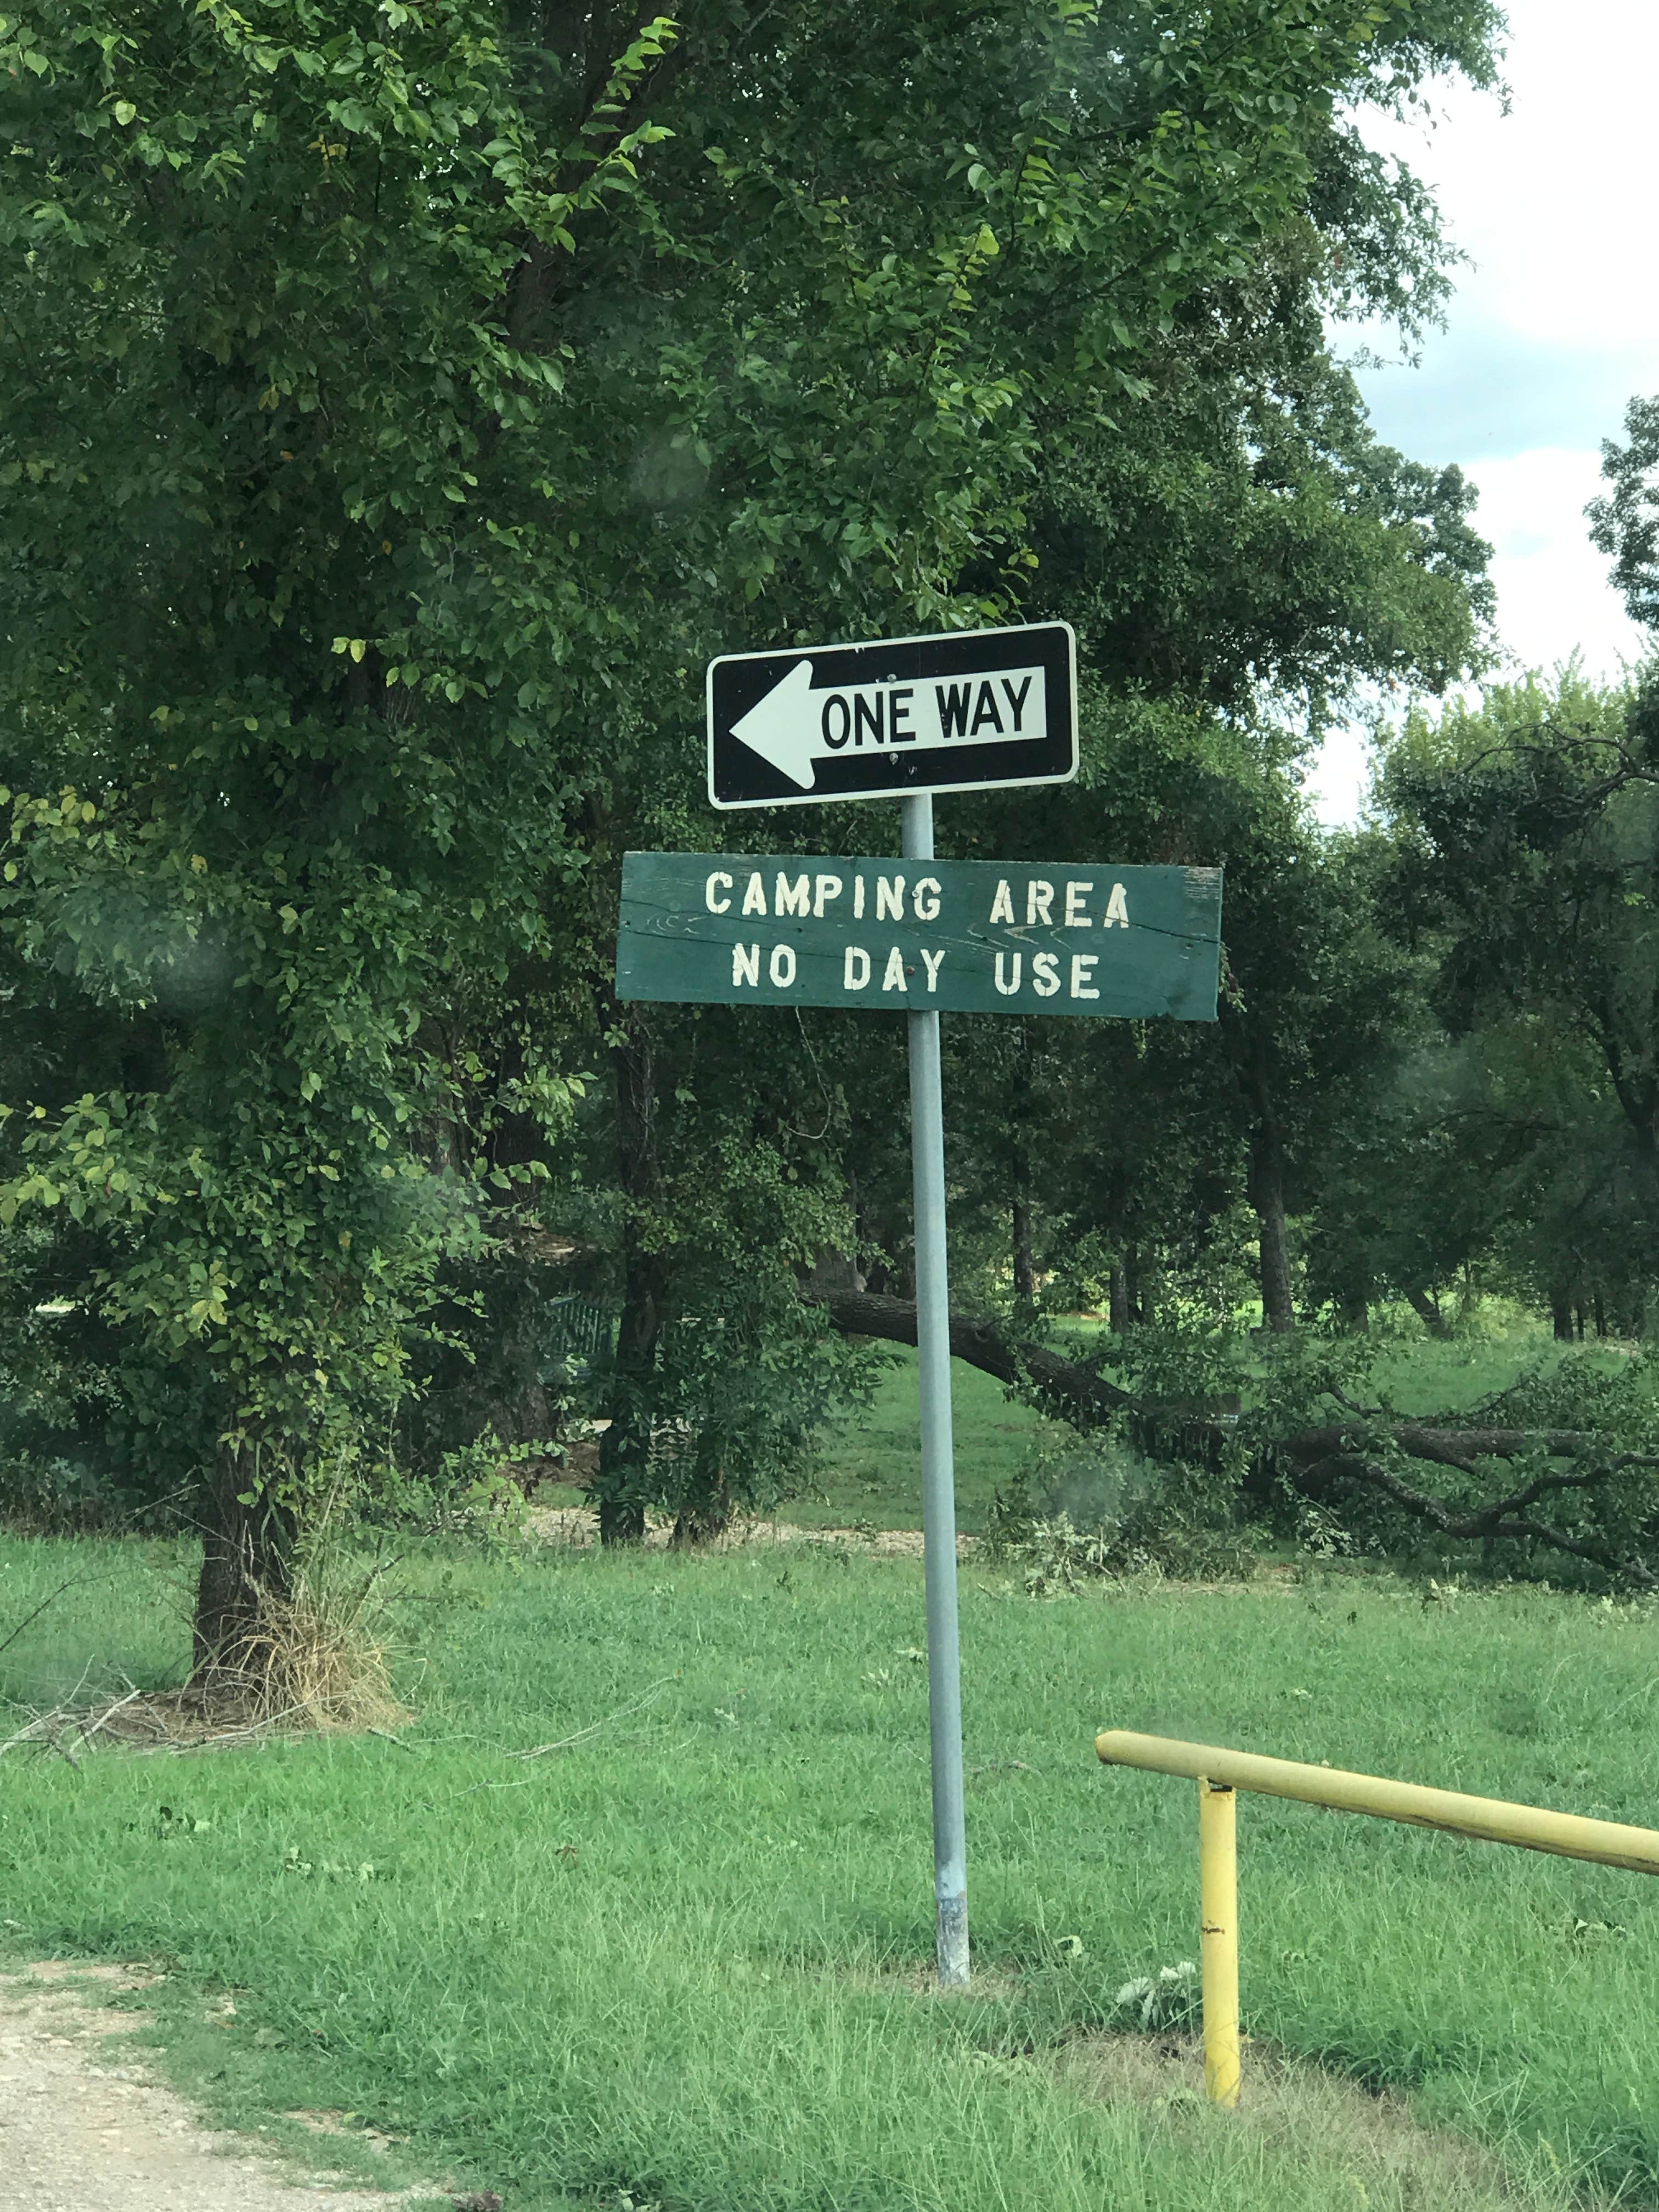 ONE WAY
CAMPING AREA
NO DAY USE